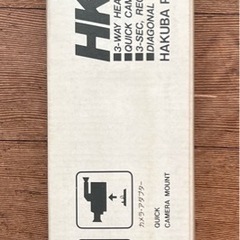 HK
3-WAY HEA
QUICK CAM
3-SEC, REC
DIAGONAL
HAKUBA P
カメラ・アダプター
QUICK
CAMERA MOUNT